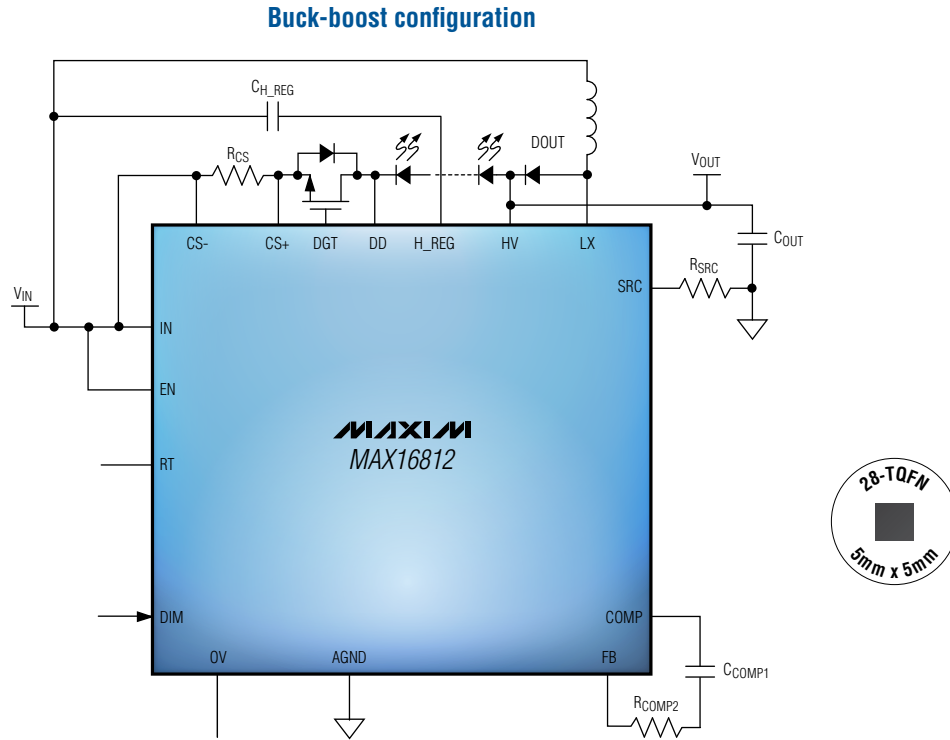 Buck-boost configuration
CH_REG
RCS
DOUT
VOUT
COUT
CS-
CS+
DGT
DD
H_REG
HV
LX
SRC
RSRC
VIN
IN
EN
RT
MAXIM
MAX16812
28-TQFN
5mm x 5mm
DIM
COMP
OV
AGND
FB
CCOMP1
RCOMP2